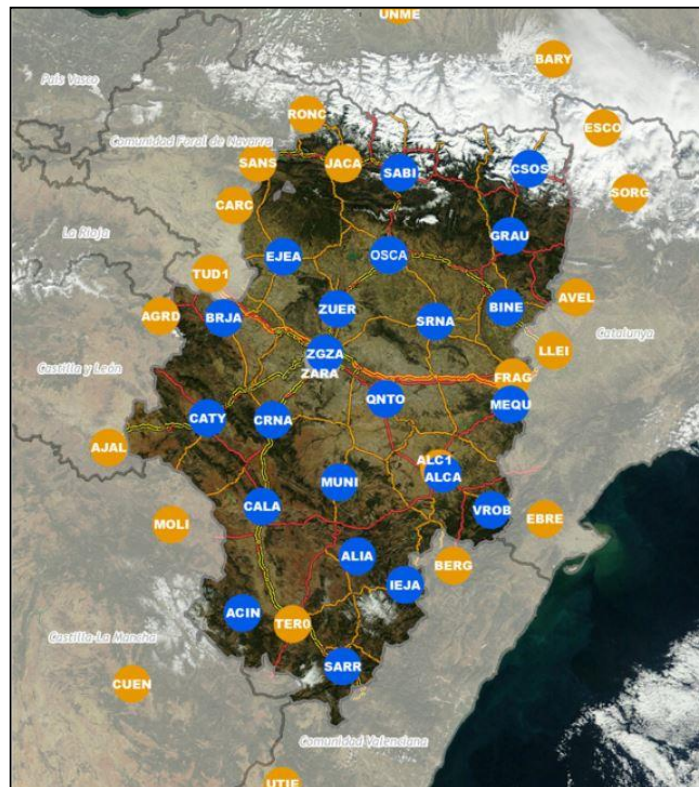 UNME
BARY
País Vasco
RONC
ESCO
Comunidad Foral de Navarra
SANS
JACA
SABI
CSOS
SORG
CARC
La Rioja
GRAU
EJEA
OSCA
TUD1
AVEL
BRJA
ZUER
SRNA
BINE
AGRD
Catalunya
LLEI
ZGZA
ZARA
Castilla y León
FRAG
QNTO
MEQU
CATY
CRNA
AJAL
ALC1
ALCA
MUNI
CALA
VROB
EBRE
MOLI
ALIA
BERG
IEJA
ACIN
TER0
Castilla-La Mancha
SARR
CUEN
Comunidad Valenciana
UTIE